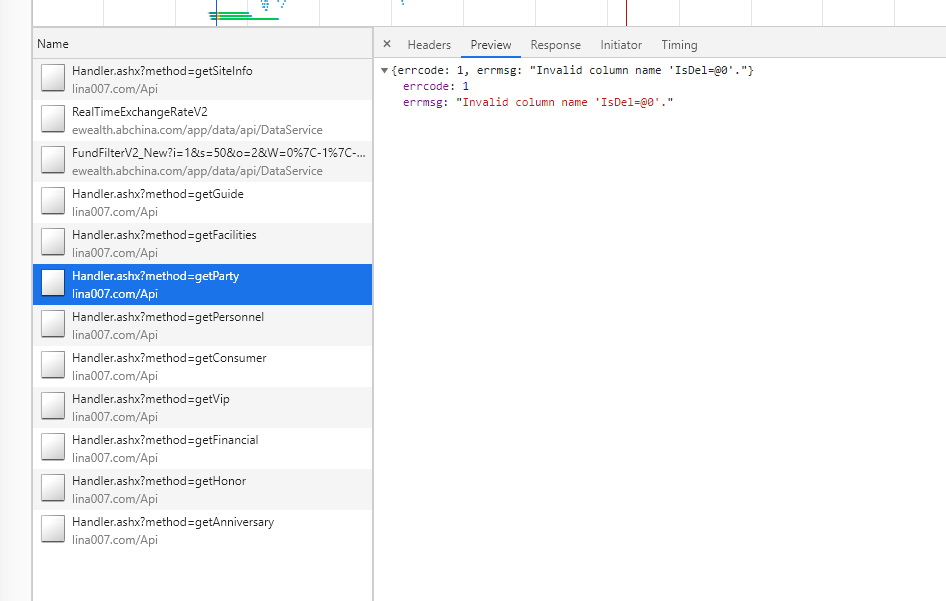 Name
Handler.ashx?method=getSiteInfo
lina007.com/Api
RealTimeExchangeRateV2
ewealth.abchina.com/app/data/api/DataService
FundFilterV2_New?i=1&s=50&o=2&W=0%7C-1%7C-...
ewealth.abchina.com/app/data/api/DataService
Handler.ashx?method=getGuide
lina007.com/Api
Handler.ashx?method=getFacilities
lina007.com/Api
Handler.ashx?method=getParty
lina007.com/Api
Handler.ashx?method=getPersonnel
lina007.com/Api
Handler.ashx?method=getConsumer
lina007.com/Api
Handler.ashx?method=getVip
lina007.com/Api
Handler.ashx?method=getFinancial
lina007.com/Api
Handler.ashx?method=getHonor
lina007.com/Api
Handler.ashx?method=getAnniversary
lina007.com/Api
× Headers Preview Response Initiator Timing
▼{errcode: 1, errmsg: "Invalid column name 'IsDel=@0'."}
errcode: 1
errmsg: "Invalid column name 'IsDel=@0'."